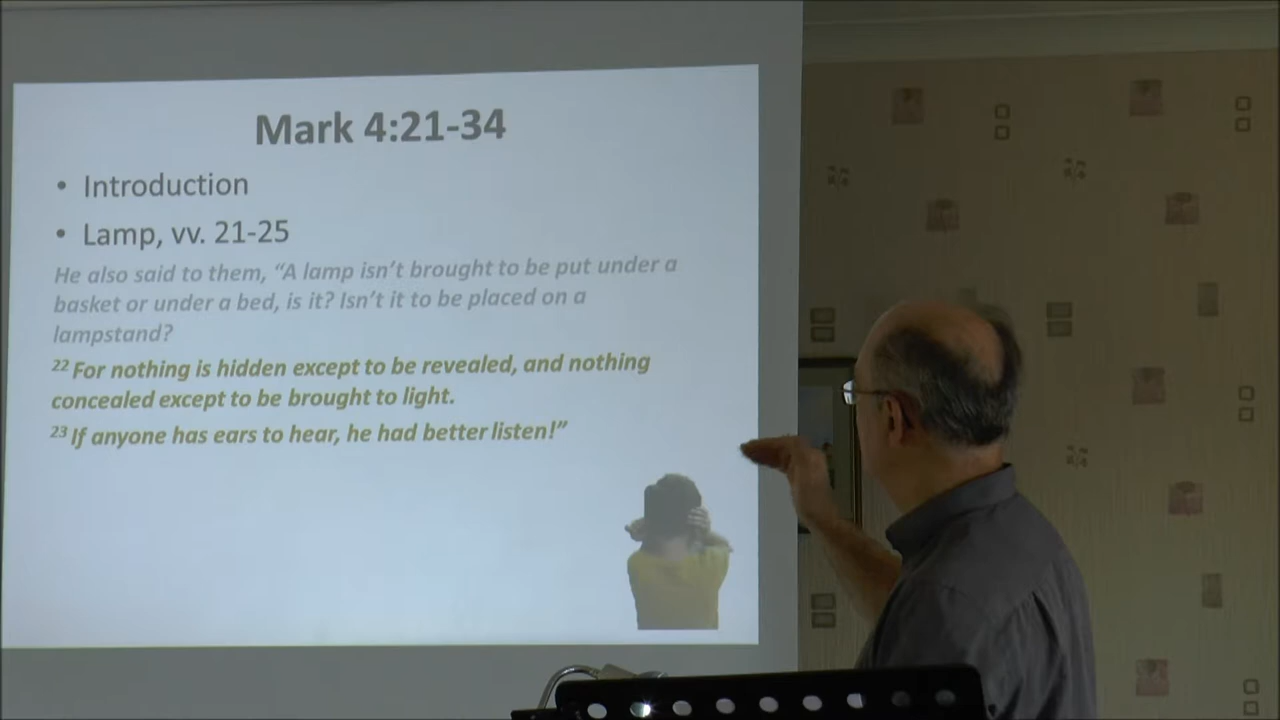 Mark 4:21-34
• Introduction
• Lamp, vv. 21-25
He also said to them, “A lamp isn’t brought to be put under a
basket or under a bed, is it? Isn’t it to be placed on a
lampstand?
22 For nothing is hidden except to be revealed, and nothing
concealed except to be brought to light.
23 If anyone has ears to hear, he had better listen!”